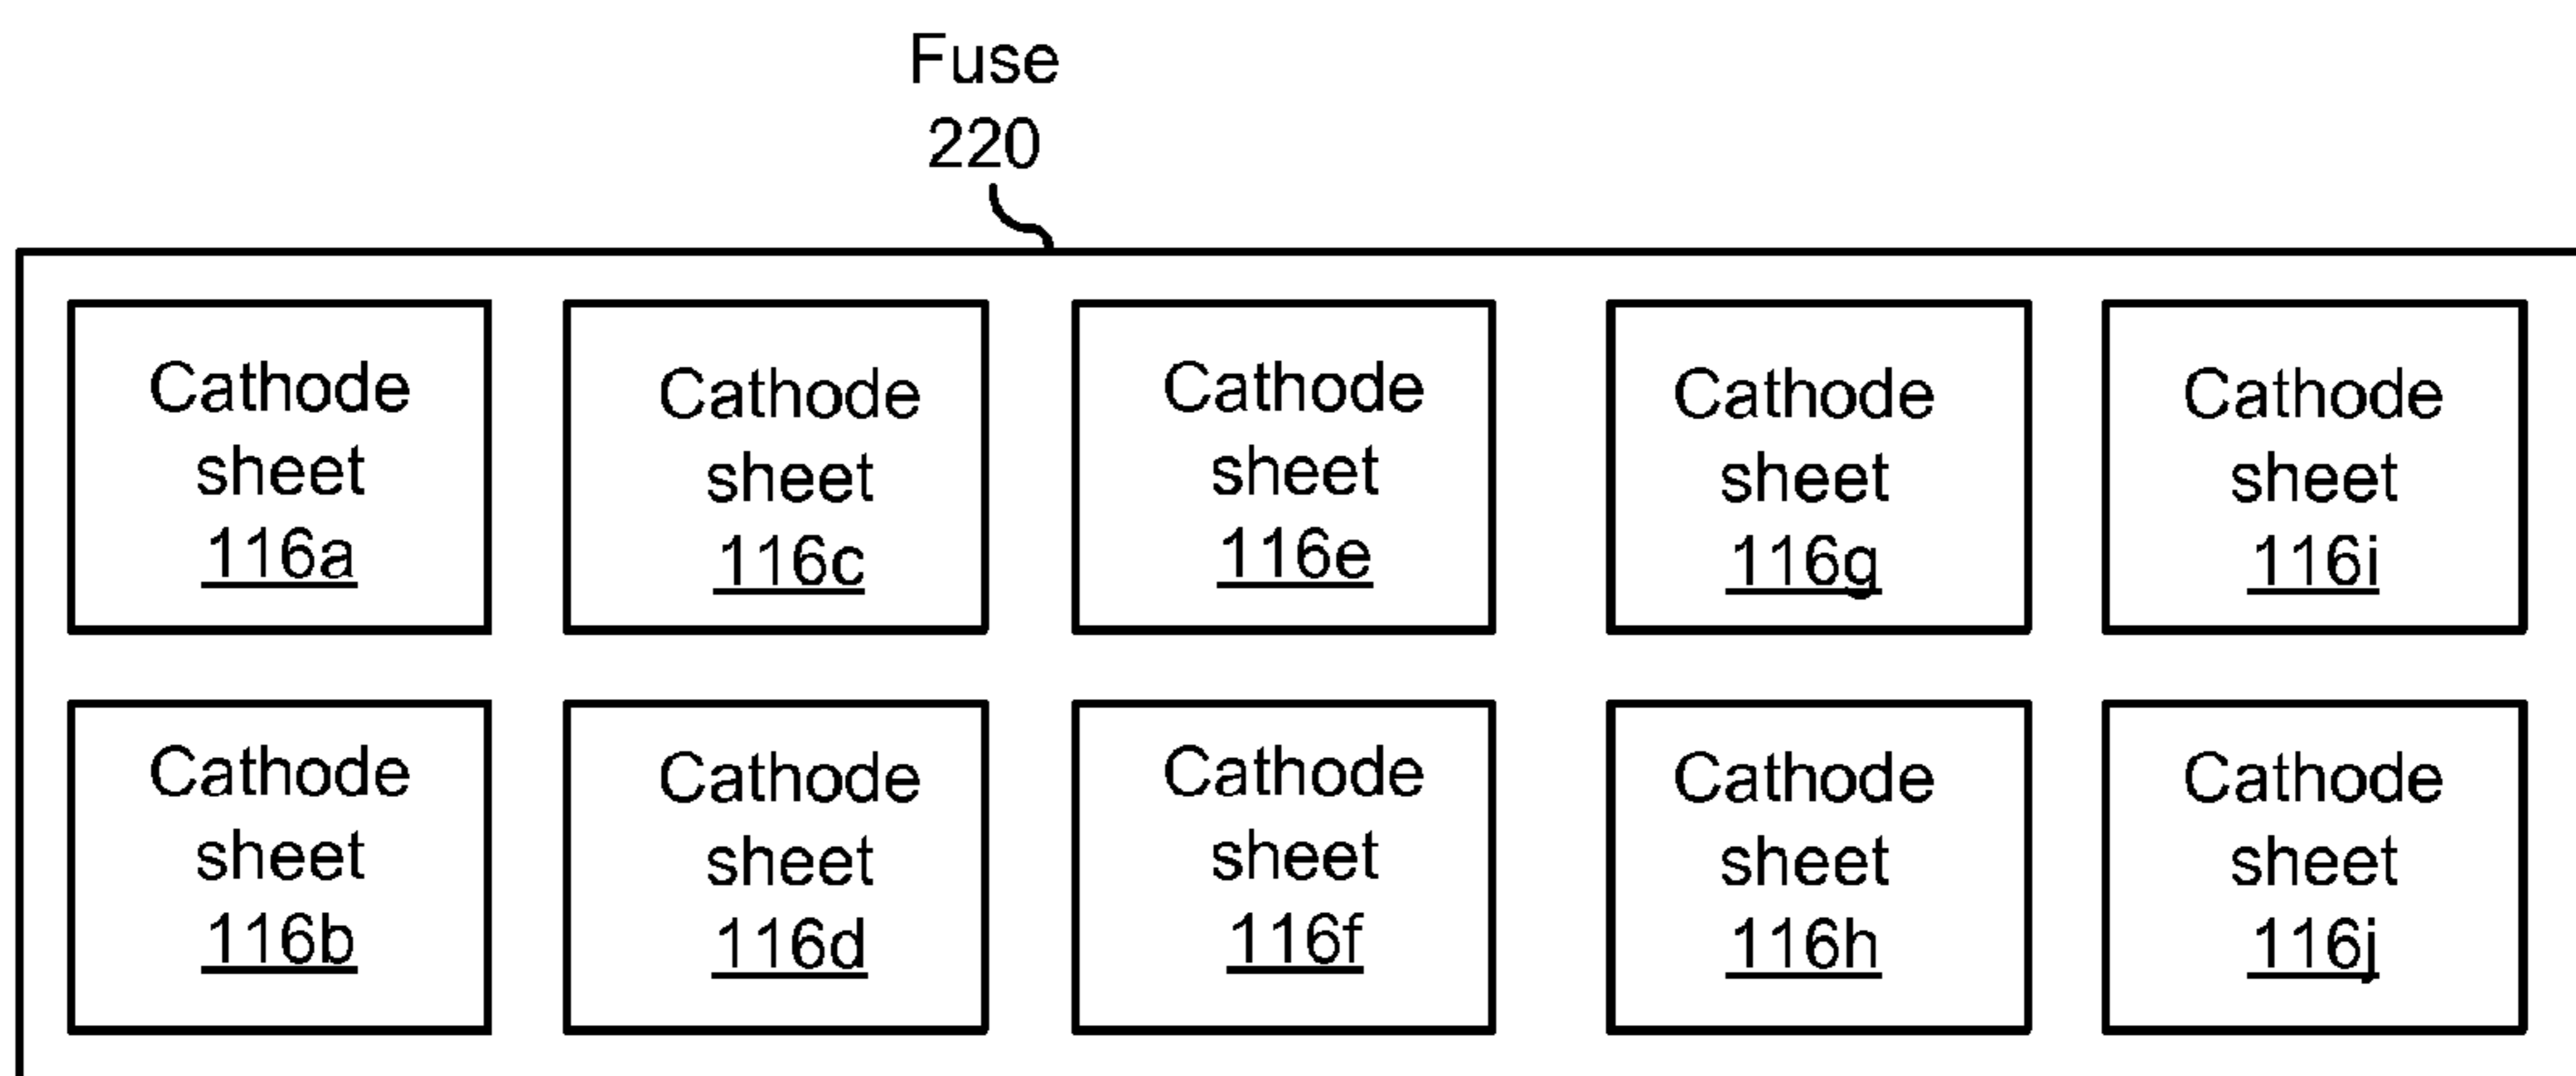 Fuse
220
Cathode
sheet
116a
Cathode
sheet
116c
Cathode
sheet
116e
Cathode
sheet
116g
Cathode
sheet
116i
Cathode
sheet
116b
Cathode
sheet
116d
Cathode
sheet
116f
Cathode
sheet
116h
Cathode
sheet
116j